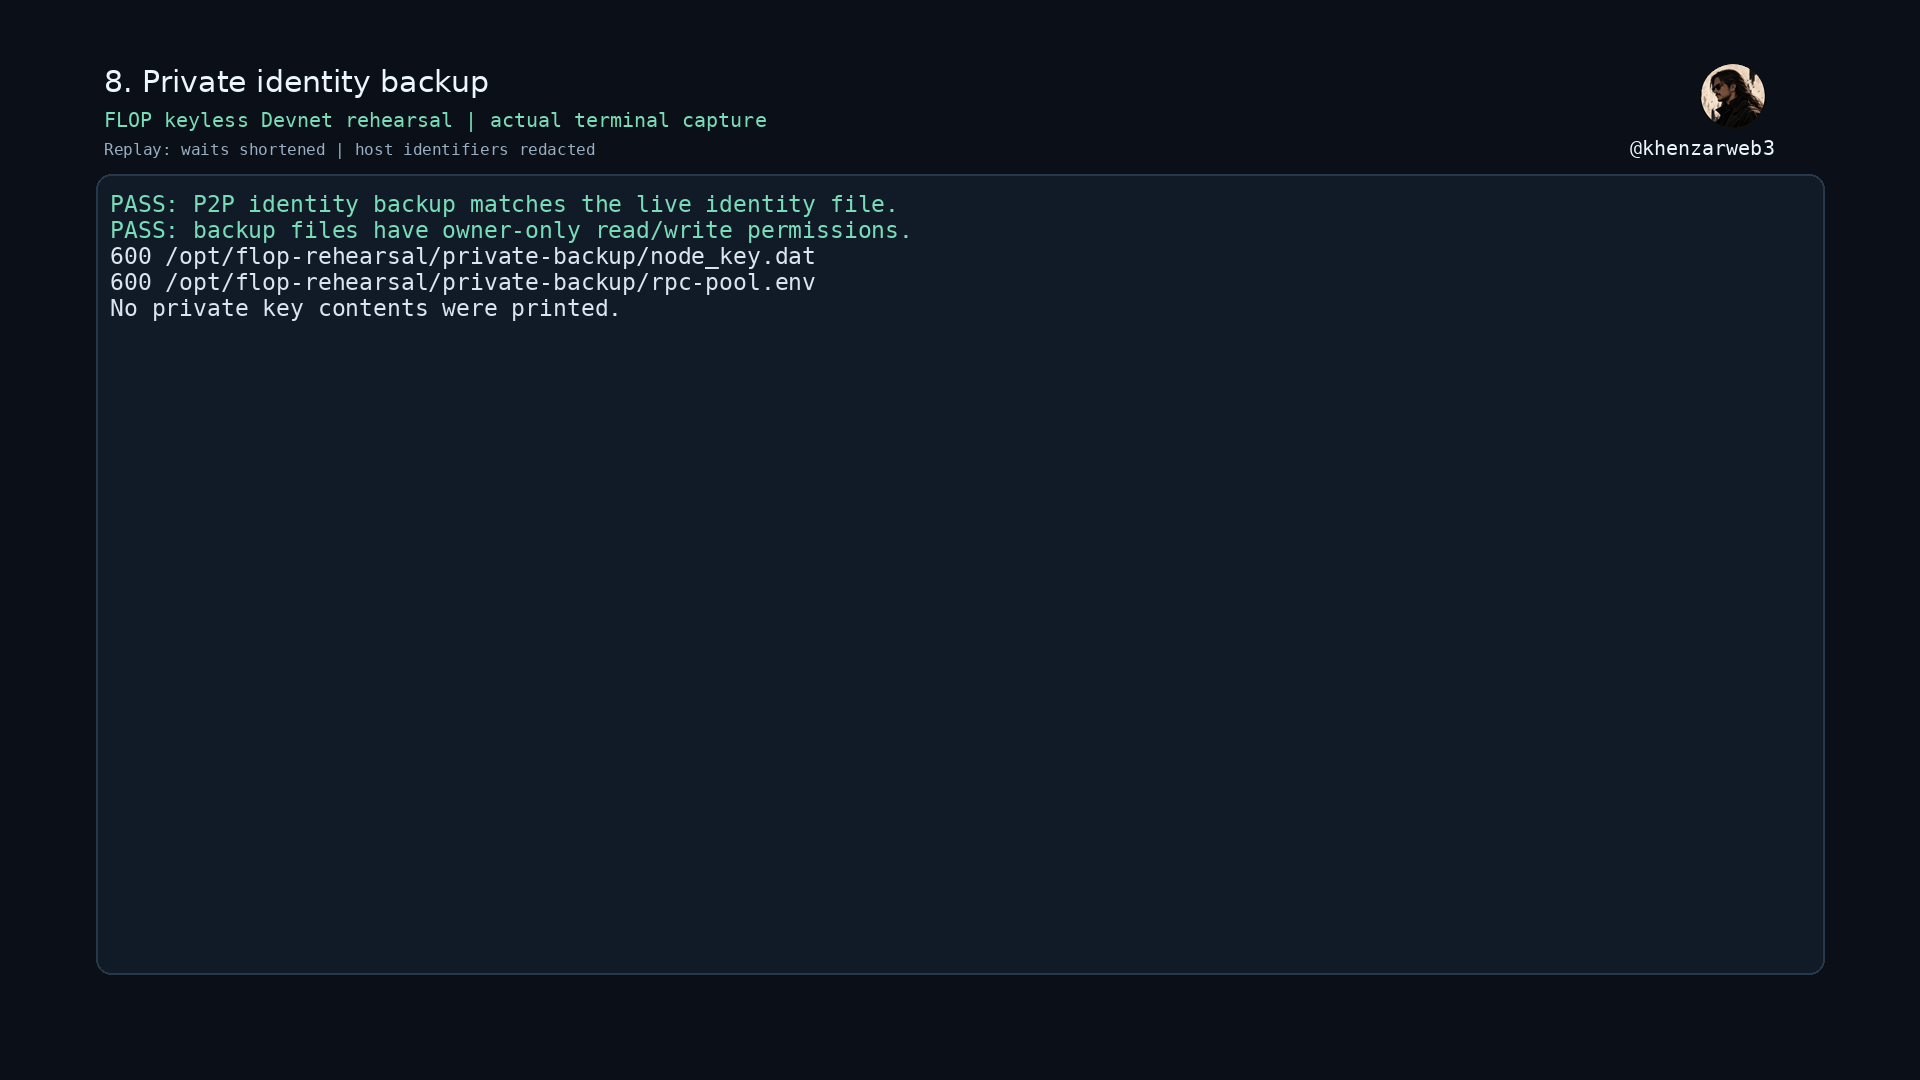 8. Private identity backup
FLOP keyless Devnet rehearsal | actual terminal capture
Replay: waits shortened | host identifiers redacted
@khenzarweb3
PASS: P2P identity backup matches the live identity file.
PASS: backup files have owner-only read/write permissions.
600 /opt/flop-rehearsal/private-backup/node_key.dat
600 /opt/flop-rehearsal/private-backup/rpc-pool.env
No private key contents were printed.